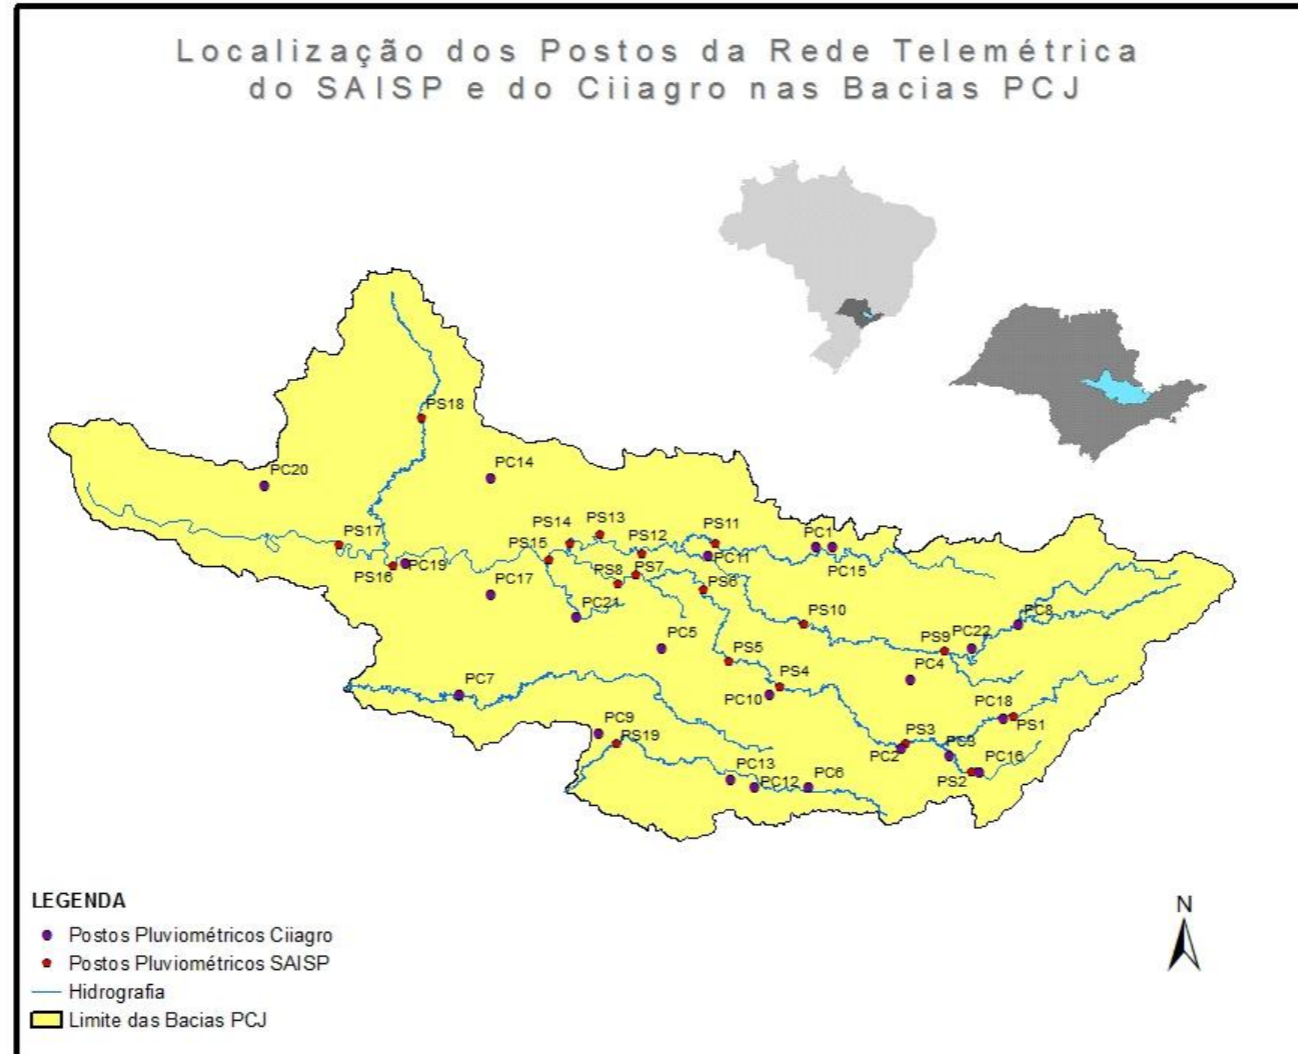 Localização dos Postos da Rede Telemétrica
do SAISP e do Ciiagro nas Bacias PCJ
PS18
PC20
PC14
PS17
PS14
PS13
PS15
PS12
PS11
PC1
PC11
PC15
PS16
PC19
PS8
PS7
PS6
PC17
PC21
PS10
PC8
PC5
PS5
PS9
PC22
PC4
PS4
PC10
PC7
PC18
PS1
PC9
PS19
PC2
PS3
PC3
PC16
PS2
PC13
PC12
PC6
LEGENDA
Postos Pluviométricos Ciiagro
Postos Pluviométricos SAISP
Hidrografia
Limite das Bacias PCJ
N